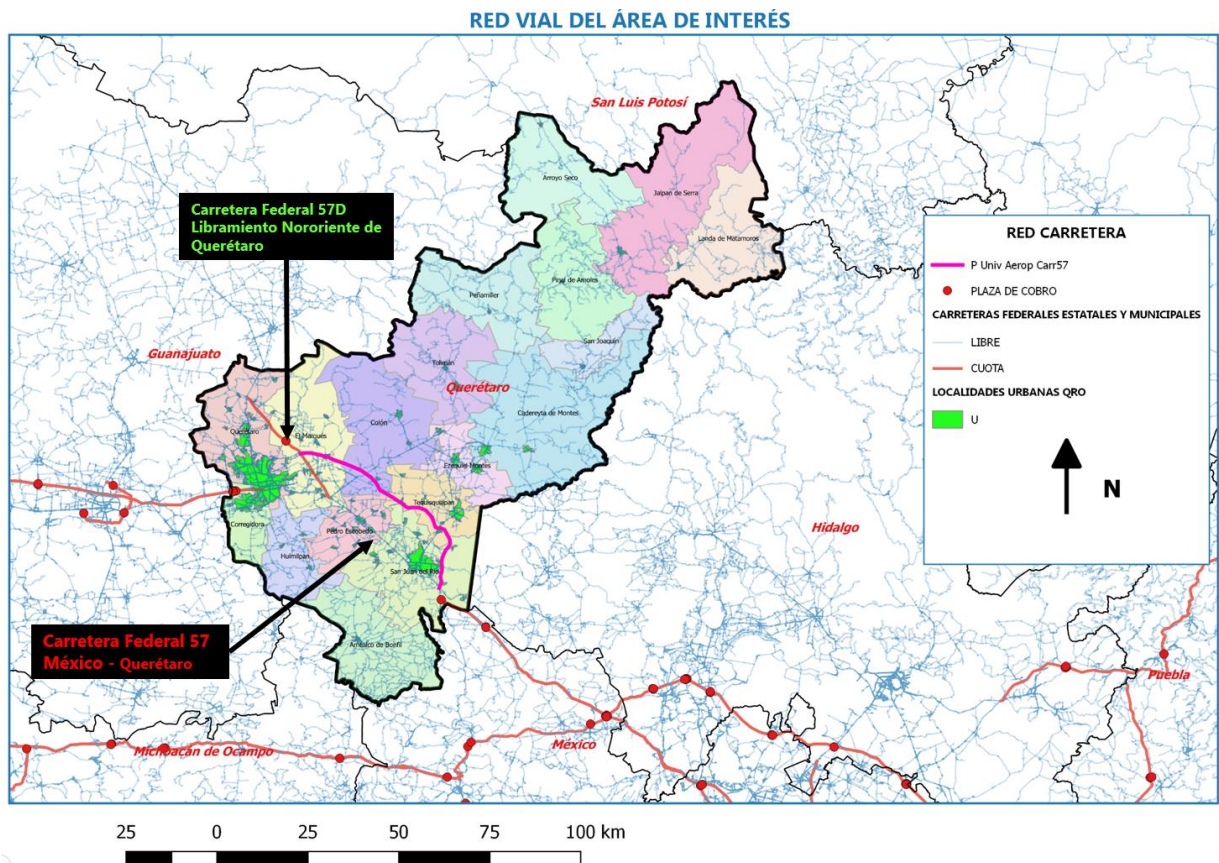 RED VIAL DEL ÁREA DE INTERÉS
San Luis Potosí
Arroyo Seco
Jalpan de Serra
Landa de Matamoros
Pinal de Amoles
Peñamiller
San Joaquín
Carretera Federal 57D
Libramiento Nororiente de
Querétaro
Guanajuato
Tolimán
Querétaro
Cadereyta de Montes
Colón
Querétaro
El Marqués
Ezequiel Montes
Tequisquiapan
Corregidora
Pedro Escobedo
Huimilpan
San Juan del Río
Hidalgo
Carretera Federal 57
México - Querétaro
Amealco de Bonfil
Puebla
México
Michoacán de Ocampo
RED CARRETERA
P Univ Aerop Carr57
PLAZA DE COBRO
CARRETERAS FEDERALES ESTATALES Y MUNICIPALES
LIBRE
CUOTA
LOCALIDADES URBANAS QRO
U
N
25 0 25 50 75 100 km